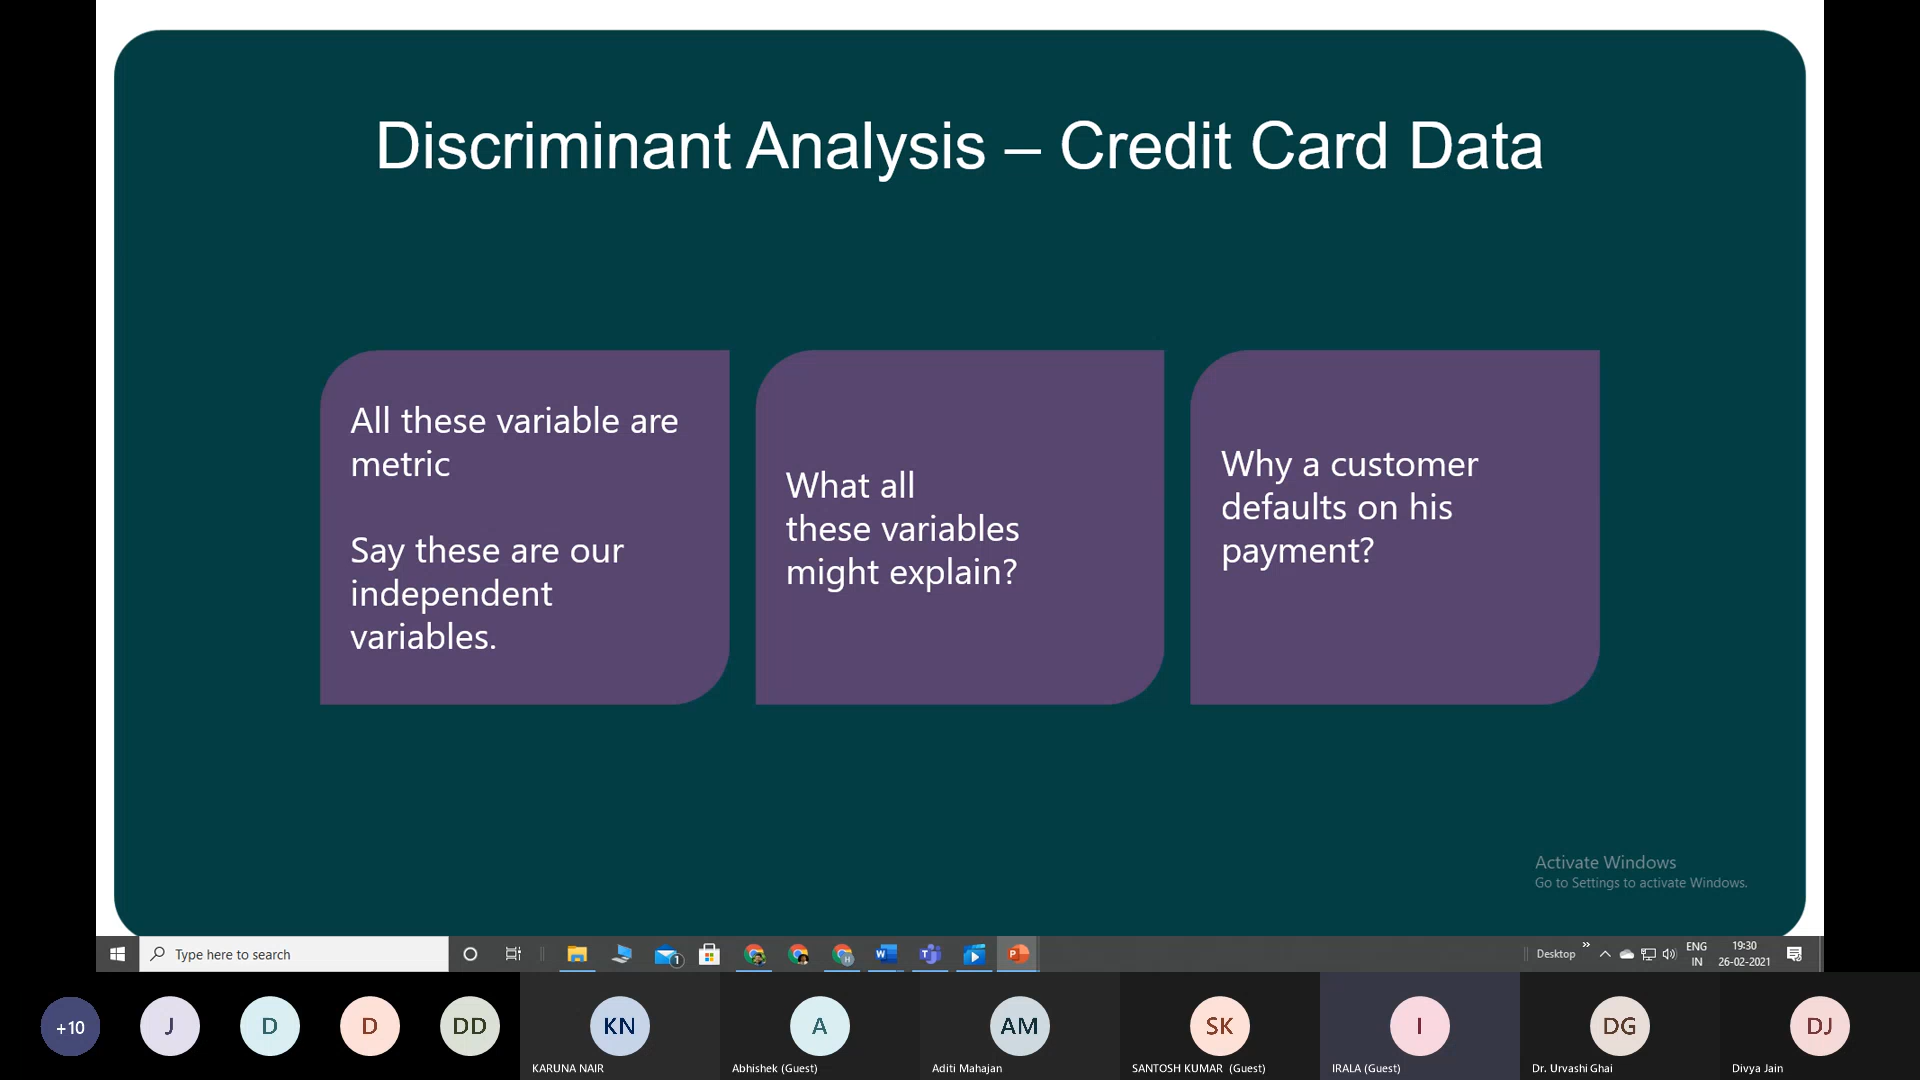 Discriminant Analysis – Credit Card Data
All these variable are
metric
Say these are our
independent
variables.
What all
these variables
might explain?
Why a customer
defaults on his
payment?
Activate Windows
Go to Settings to activate Windows.
Type here to search
1
H
W
T
P
Desktop
»
ENG
IN
19:30
26-02-2021
+10
J
D
D
DD
KN
KARUNA NAIR
A
Abhishek (Guest)
AM
Aditi Mahajan
SK
SANTOSH KUMAR (Guest)
I
IRALA (Guest)
DG
Dr. Urvashi Ghai
DJ
Divya Jain